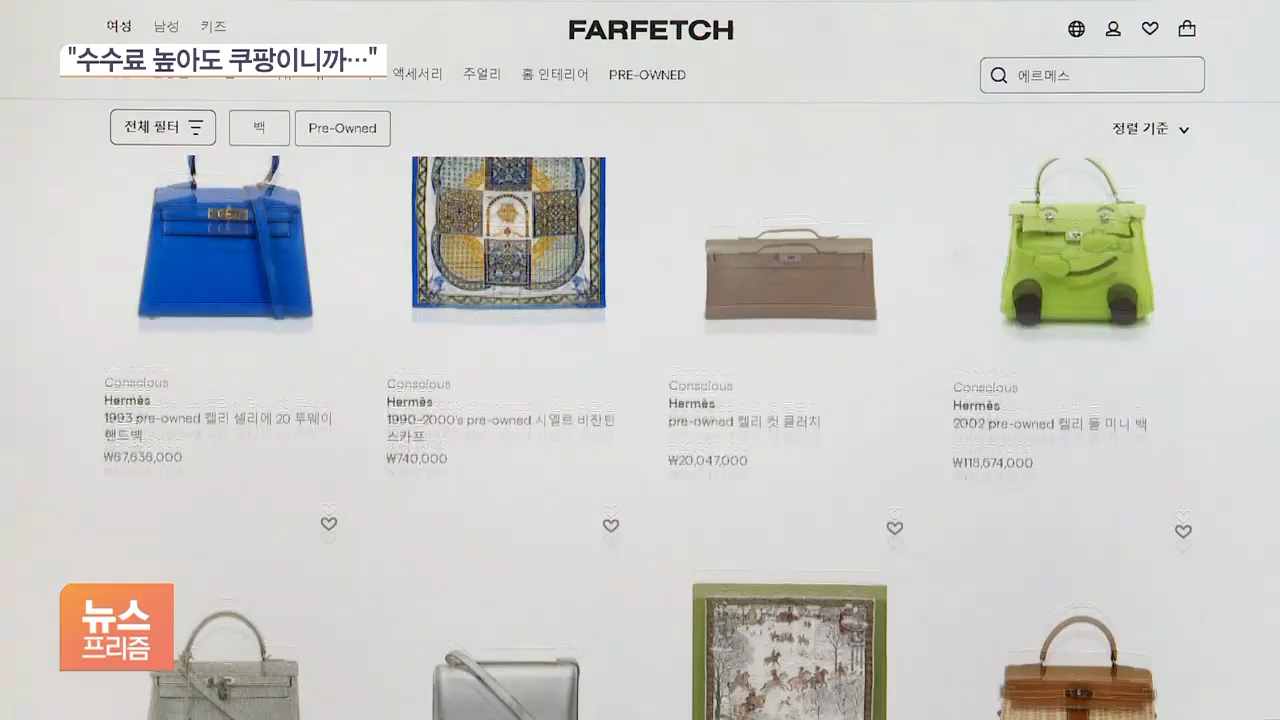 여성 남성 키즈
FARFETCH
"수수료 높아도 쿠팡이니까…"
액세서리 주얼리 홈 인테리어 PRE-OWNED
에르메스
전체 필터 백 Pre-Owned
정렬 기준
Conscious
Hermès
1993 pre-owned 켈리 셀리에 20 투웨이
핸드백
₩67,636,000
Conscious
Hermès
1990-2000's pre-owned 시엘르 비잔틴
스카프
₩740,000
Conscious
Hermès
pre-owned 켈리 컷 클러치
₩20,047,000
Conscious
Hermès
2002 pre-owned 켈리 돌 미니 백
₩118,674,000
뉴스
프리즘